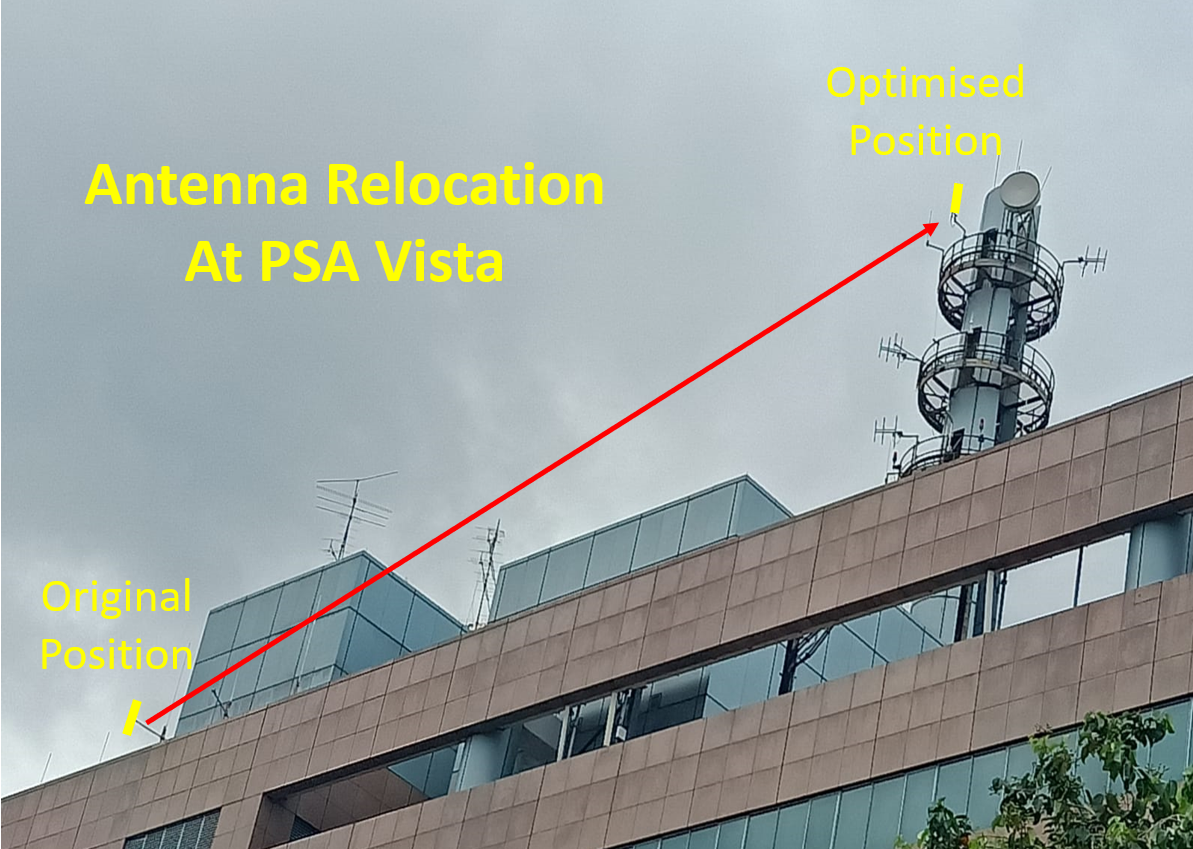 Optimised
Position
Antenna Relocation
At PSA Vista
Original
Position